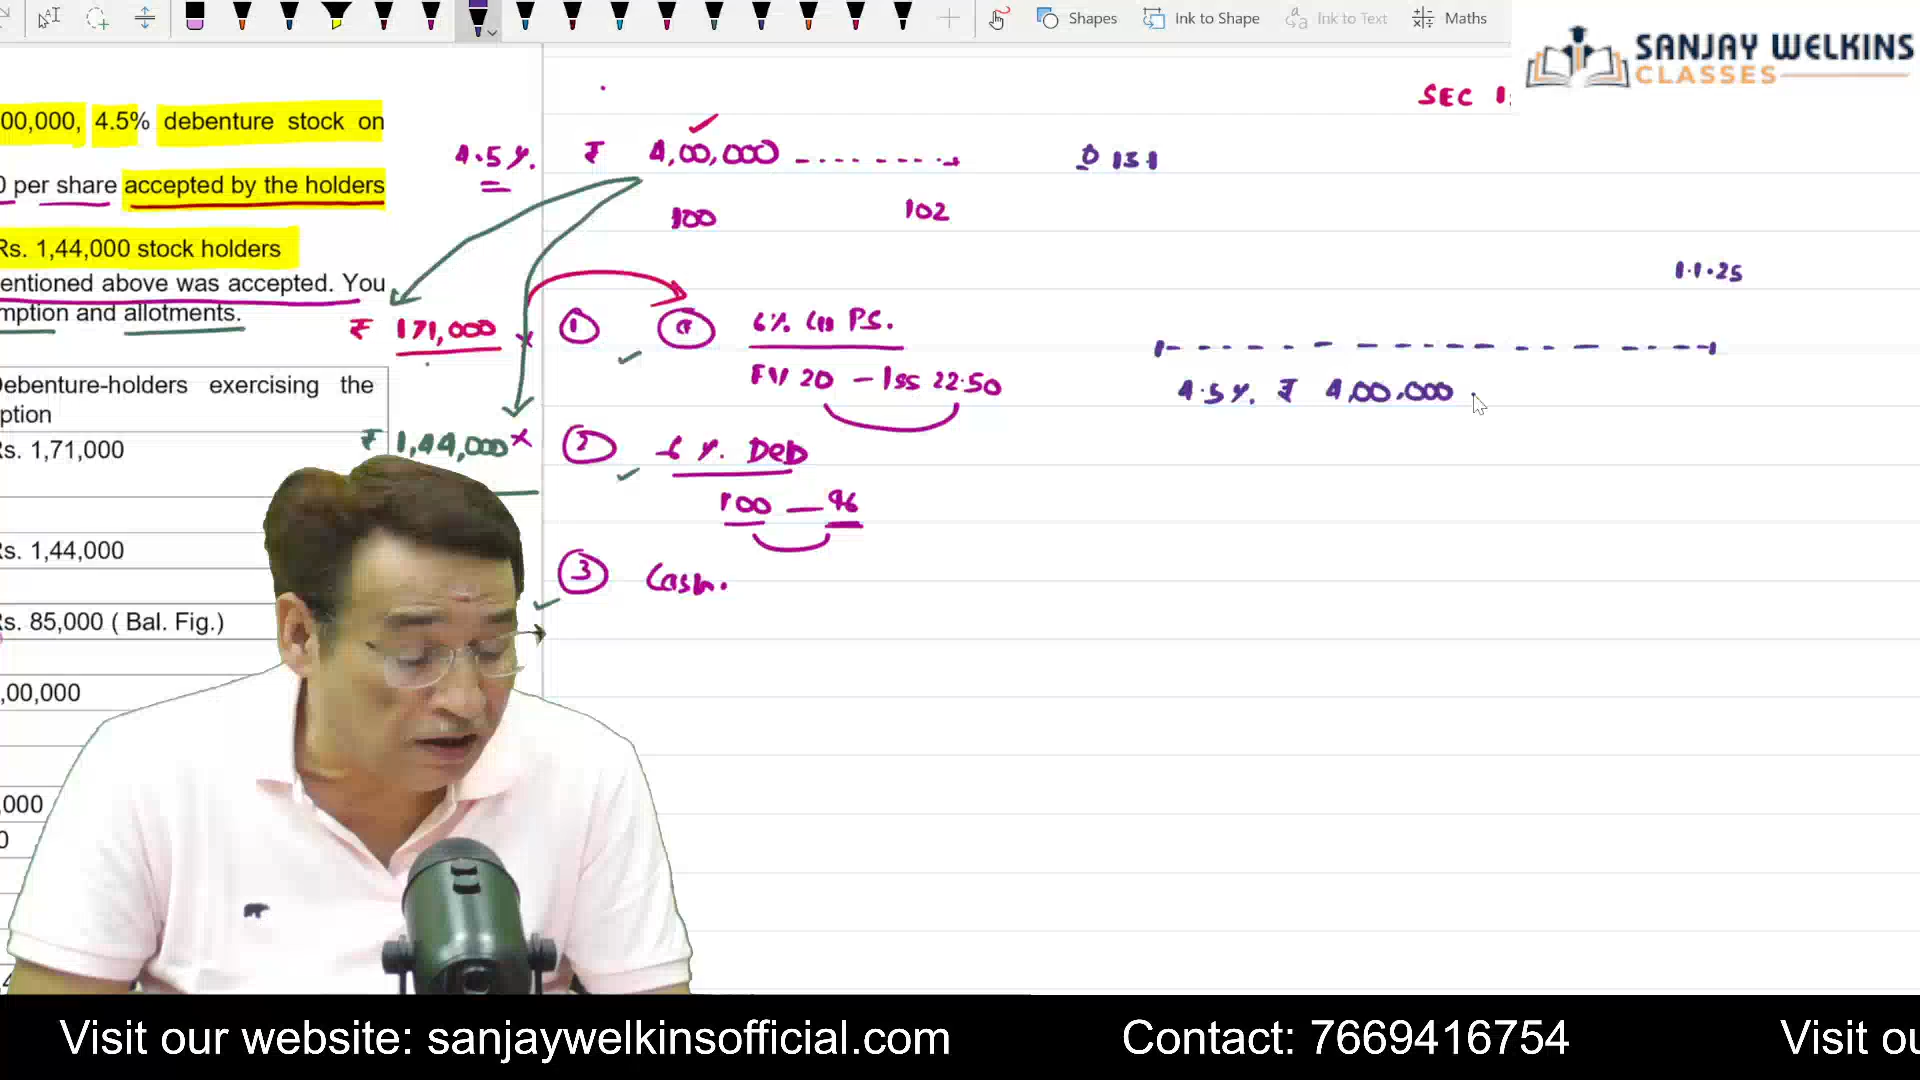 Shapes Ink to Shape Ink to Text Maths
SANJAY WELKINS
CLASSES
SEC
00,000, 4.5% debenture stock on
0 per share accepted by the holders
Rs. 1,44,000 stock holders
entioned above was accepted. You
mption and allotments.
Debenture-holders exercising the
ption
Rs. 1,71,000
Rs. 1,44,000
Rs. 85,000 ( Bal. Fig.)
,00,000
,000
0
4.5 %. ₹ 4,00,000
100 102
₹ 171,000
① 6%
PS.
FV 20 – Iss 22.50
₹ 1,44,000 x
② 6 %. Deb
100 — 96
③ Cash.
1.1.25
4.5 %. ₹ 4,00,000
Visit our website: sanjaywelkinsofficial.com Contact: 7669416754 Visit ou